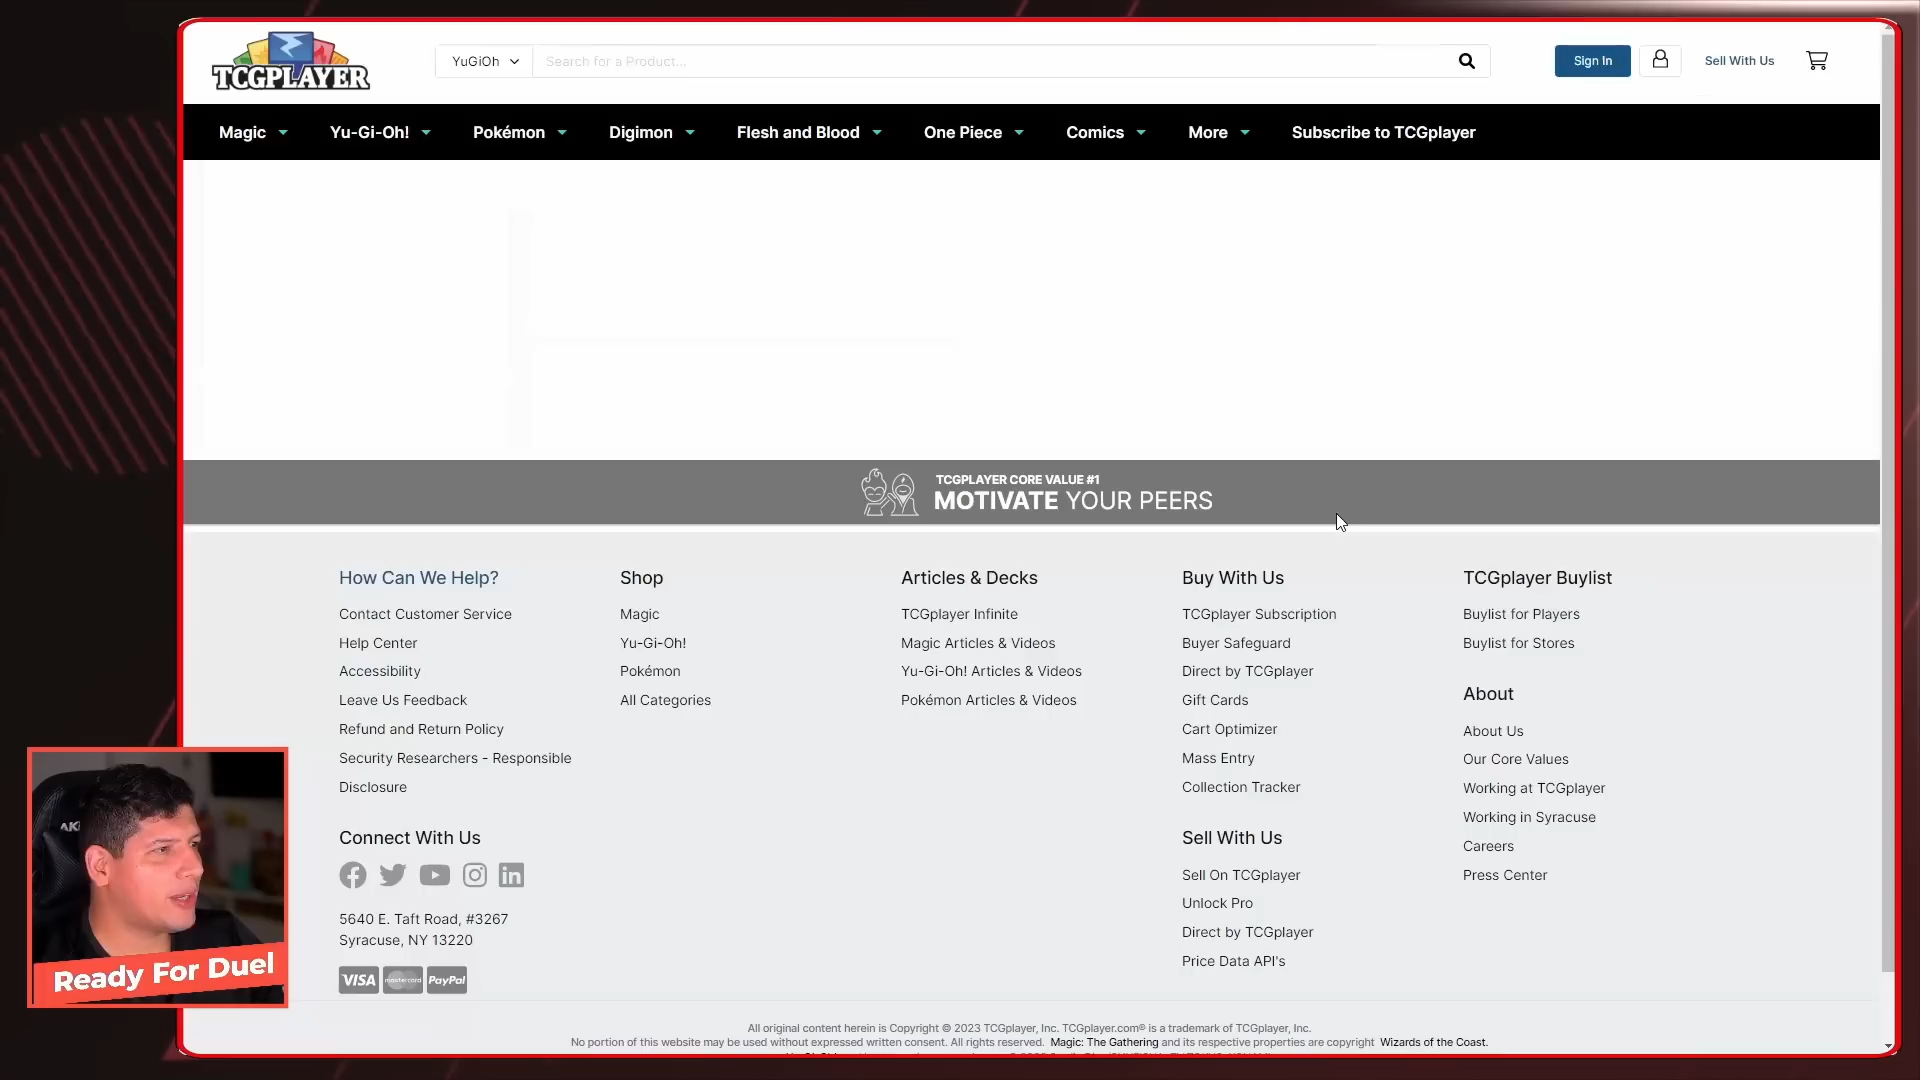 TCGPLAYER
YuGiOh
Search for a Product...
Sign In
Sell With Us
Magic
Yu-Gi-Oh!
Pokémon
Digimon
Flesh and Blood
One Piece
Comics
More
Subscribe to TCGplayer
TCGPLAYER CORE VALUE #1
MOTIVATE YOUR PEERS
How Can We Help?
Contact Customer Service
Help Center
Accessibility
Leave Us Feedback
Refund and Return Policy
Security Researchers - Responsible
Disclosure
Connect With Us
5640 E. Taft Road, #3267
Syracuse, NY 13220
VISA
mastercard
PayPal
Shop
Magic
Yu-Gi-Oh!
Pokémon
All Categories
Articles & Decks
TCGplayer Infinite
Magic Articles & Videos
Yu-Gi-Oh! Articles & Videos
Pokémon Articles & Videos
Buy With Us
TCGplayer Subscription
Buyer Safeguard
Direct by TCGplayer
Gift Cards
Cart Optimizer
Mass Entry
Collection Tracker
Sell With Us
Sell On TCGplayer
Unlock Pro
Direct by TCGplayer
Price Data API's
TCGplayer Buylist
Buylist for Players
Buylist for Stores
About
About Us
Our Core Values
Working at TCGplayer
Working in Syracuse
Careers
Press Center
All original content herein is Copyright © 2023 TCGplayer, Inc. TCGplayer.com® is a trademark of TCGplayer, Inc.
No portion of this website may be used without expressed written consent. All rights reserved. Magic: The Gathering and its respective properties are copyright Wizards of the Coast.
Ready For Duel